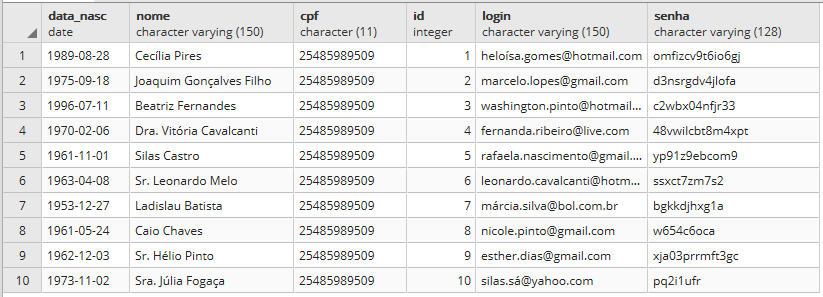 data_nasc nome cpf id login senha
date character varying (150) character (11) integer character varying (150) character varying (128)
1 1989-08-28 Cecília Pires 25485989509 1 heloísa.gomes@hotmail.com omfizcv9t6io6gj
2 1975-09-18 Joaquim Gonçalves Filho 25485989509 2 marcelo.lopes@gmail.com d3nsrgdv4jlofa
3 1996-07-11 Beatriz Fernandes 25485989509 3 washington.pinto@hotmail... c2wbx04nfjr33
4 1970-02-06 Dra. Vitória Cavalcanti 25485989509 4 fernanda.ribeiro@live.com 48vwilcbt8m4xpt
5 1961-11-01 Silas Castro 25485989509 5 rafaela.nascimento@gmail.... yp91z9ebcom9
6 1963-04-08 Sr. Leonardo Melo 25485989509 6 leonardo.cavalcanti@hotm... ssxct7zm7s2
7 1953-12-27 Ladislau Batista 25485989509 7 márcia.silva@bol.com.br bgkkdjhxg1a
8 1961-05-24 Caio Chaves 25485989509 8 nicole.pinto@gmail.com w654c6oca
9 1962-12-03 Sr. Hélio Pinto 25485989509 9 esther.dias@gmail.com xja03prrmft3gc
10 1973-11-02 Sra. Júlia Fogaça 25485989509 10 silas.sá@yahoo.com pq2i1ufr